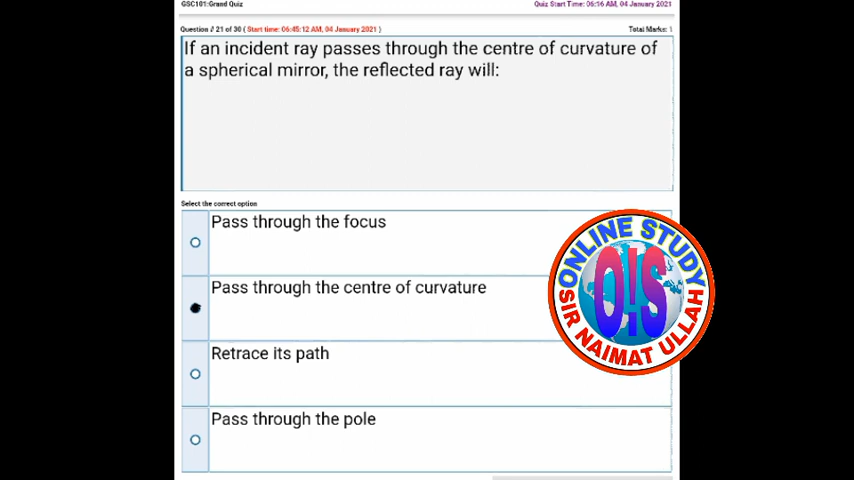 GSC101:Grand Quiz
Quiz Start Time: 06:16 AM, 04 January 2021
Question # 21 of 30 ( Start time: 06:45:12 AM, 04 January 2021 )
Total Marks: 1
If an incident ray passes through the centre of curvature of
a spherical mirror, the reflected ray will:
Select the correct option
Pass through the focus
Pass through the centre of curvature
Retrace its path
Pass through the pole
ONLINE STUDY
O!S
SIR NAIMAT ULLAH